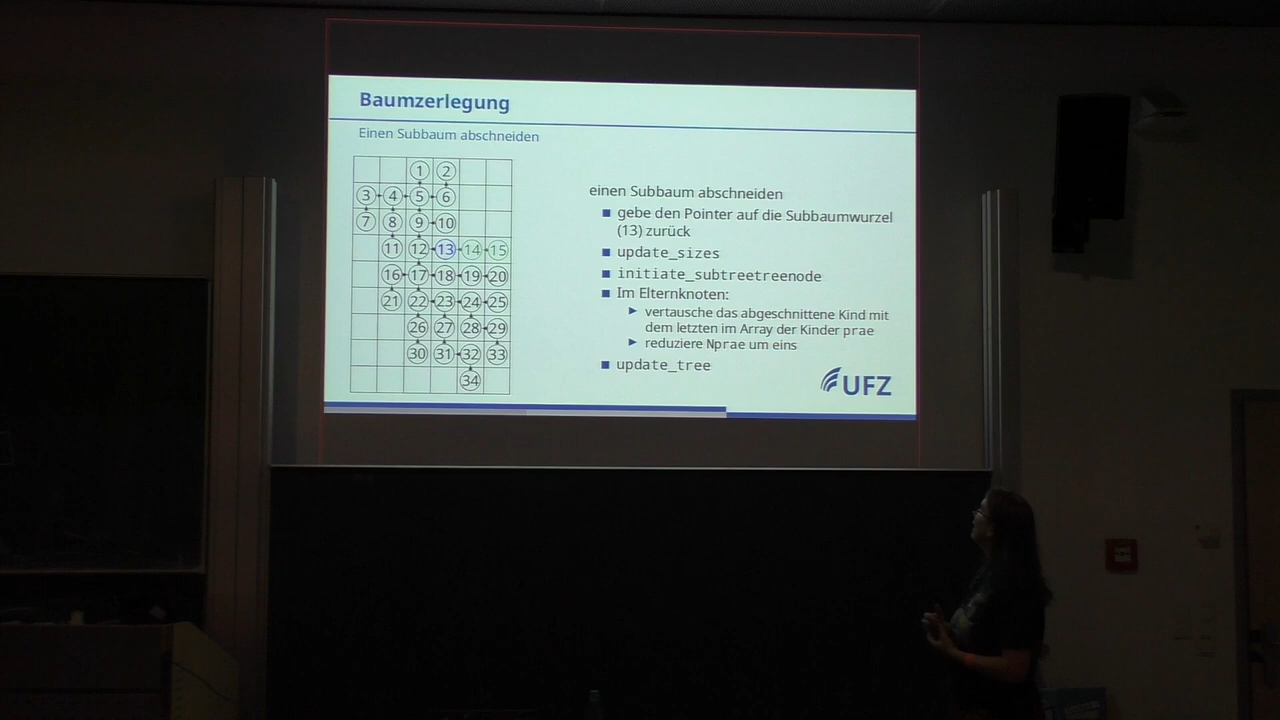 Baumzerlegung
Einen Subbaum abschneiden
1 2
3 4 5 6
7 8 9 10
11 12 13 14 15
16 17 18 19 20
21 22 23 24 25
26 27 28 29
30 31 32 33
34
einen Subbaum abschneiden
gebe den Pointer auf die Subbaumwurzel
(13) zurück
update_sizes
initiate_subtreetreenode
Im Elternknoten:
vertausche das abgeschnittene Kind mit
dem letzten im Array der Kinder prae
reduziere Nprae um eins
update_tree
UFZ